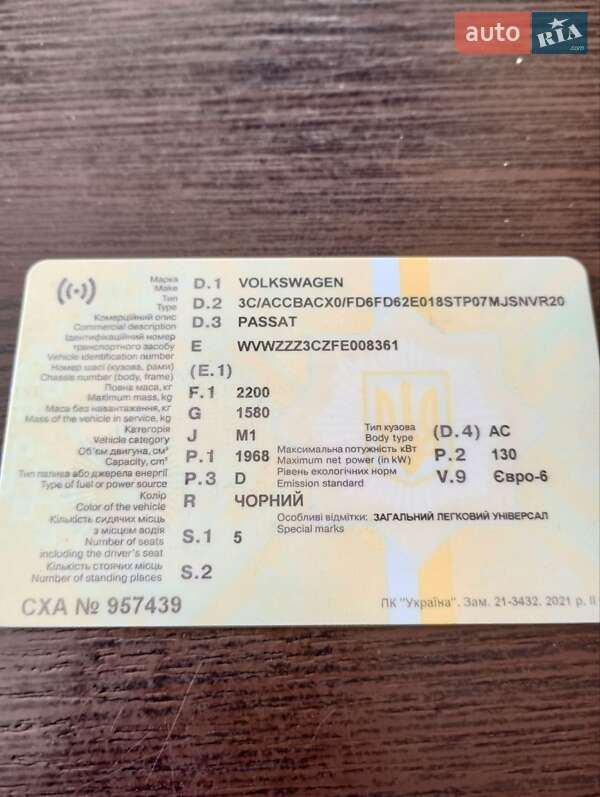 auto RIA.com
Марка D.1 VOLKSWAGEN
Make
Тип D.2 3C/ACCBACX0/FD6FD62E018STP07MJSNVR20
Type
Комерційний опис D.3 PASSAT
Commercial description
Ідентифікаційний номер
транспортного засобу E WVWZZZ3CZFE008361
Vehicle identification number
Номер шасі (кузова, рами) (E.1)
Chassis number (body, frame)
Повна маса, кг F.1 2200
Maximum mass, kg
Маса без навантаження, кг G 1580
Mass of the vehicle in service, kg
Категорія J M1 Тип кузова (D.4) AC
Vehicle category Body type
Об'єм двигуна, см³ P.1 1968 Максимальна потужність кВт P.2 130
Capacity, cm³ Maximum net power (in kW)
Тип палива або джерела енергії P.3 D Рівень екологічних норм V.9 Євро-6
Type of fuel or power source Emission standard
Колір R ЧОРНИЙ
Color of the vehicle
Кількість сидячих місць Особливі відмітки: ЗАГАЛЬНИЙ ЛЕГКОВИЙ УНІВЕРСАЛ
з місцем водія S.1 5 Special marks
Number of seats
including the driver's seat
Кількість стоячих місць S.2
Number of standing places
СХА № 957439 ПК "Україна". Зам. 21-3432. 2021 р. II